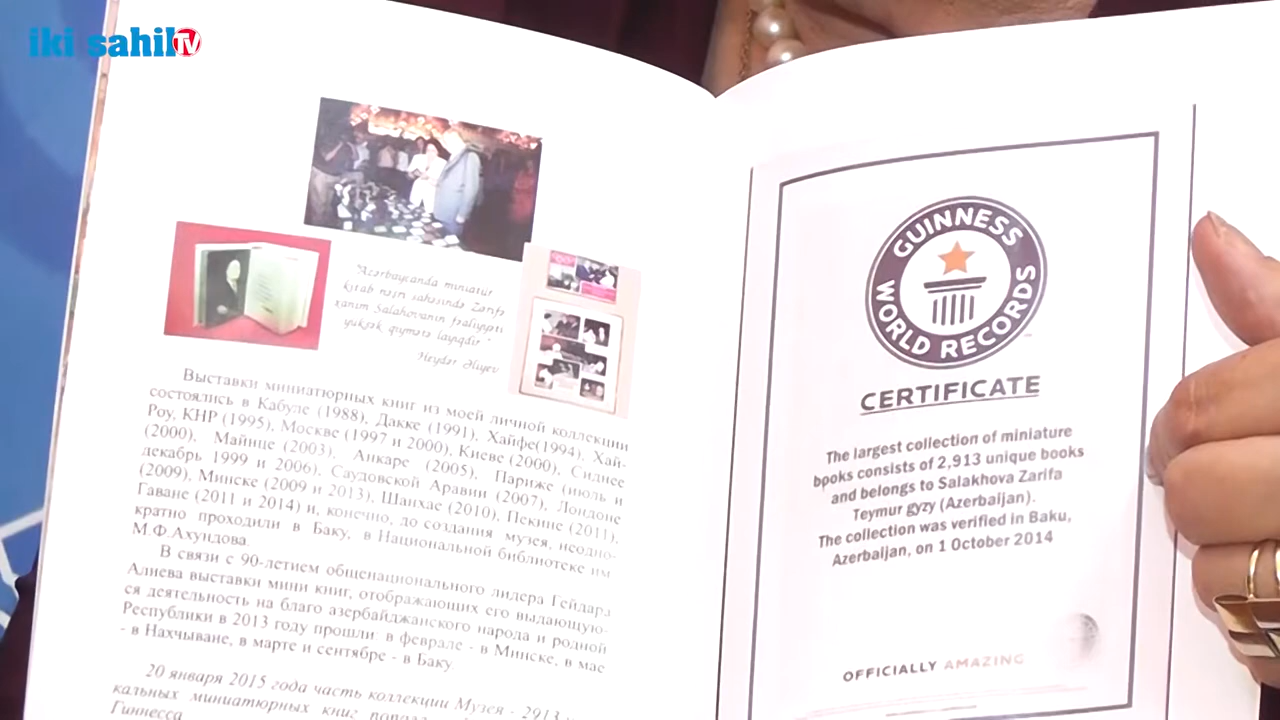 iki sahil TV
"Azərbaycanda miniatür
kitab nəşri sahəsində Zərifə
xanım Salahovanın fəaliyyəti
yüksək qiymətə layiqdir."
Heydər Əliyev
Выставки миниатюрных книг из моей личной коллекции
состоялись в Кабуле (1988), Дакке (1991), Хайфе(1994), Хай-
Роу, КНР (1995), Москве (1997 и 2000), Киеве (2000), Сиднее
(2000), Майнце (2003), Анкаре (2005), Париже (июль и
декабрь 1999 и 2006), Саудовской Аравии (2007), Лондоне
(2009), Минске (2009 и 2013), Шанхае (2010), Пекине (2011),
Гаване (2011 и 2014) и, конечно, до создания музея, неодно-
кратно проходили в Баку, в Национальной библиотеке им
М.Ф.Ахундова.
В связи с 90-летием общенационального лидера Гейдара
Алиева выставки мини книг, отображающих его выдающую-
ся деятельность на благо азербайджанского народа и родной
Республики в 2013 году прошли: в феврале - в Минске, в мае
- в Нахчыване, в марте и сентябре - в Баку.
20 января 2015 года часть коллекции Музея - 2913
кальных миниатюрных книг
Гиннесса
GUINNESS
WORLD RECORDS
CERTIFICATE
The largest collection of miniature
books consists of 2,913 unique books
and belongs to Salakhova Zarifa
Teymur gyzy (Azerbaijan).
The collection was verified in Baku,
Azerbaijan, on 1 October 2014
OFFICIALLY AMAZING